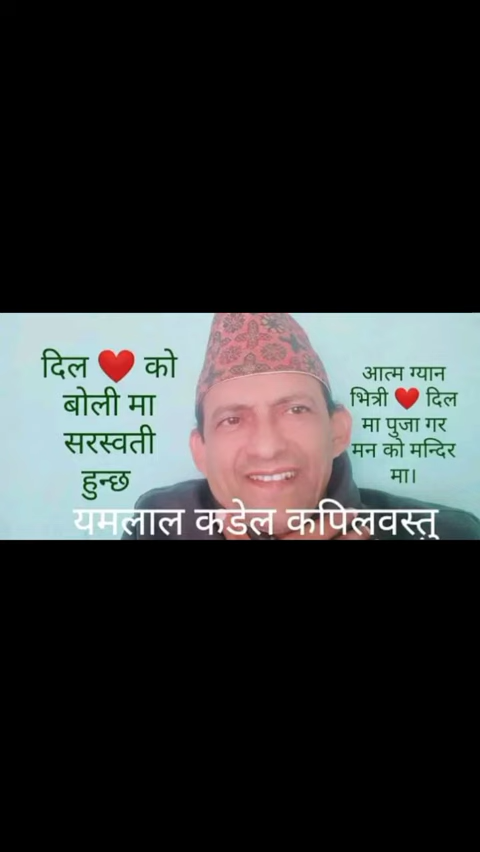 दिल ❤️ को
बोली मा
सरस्वती
हुन्छ
आत्म ग्यान
भित्री ❤️ दिल
मा पुजा गर
मन को मन्दिर
मा।
यमलाल कडेल कपिलवस्तु